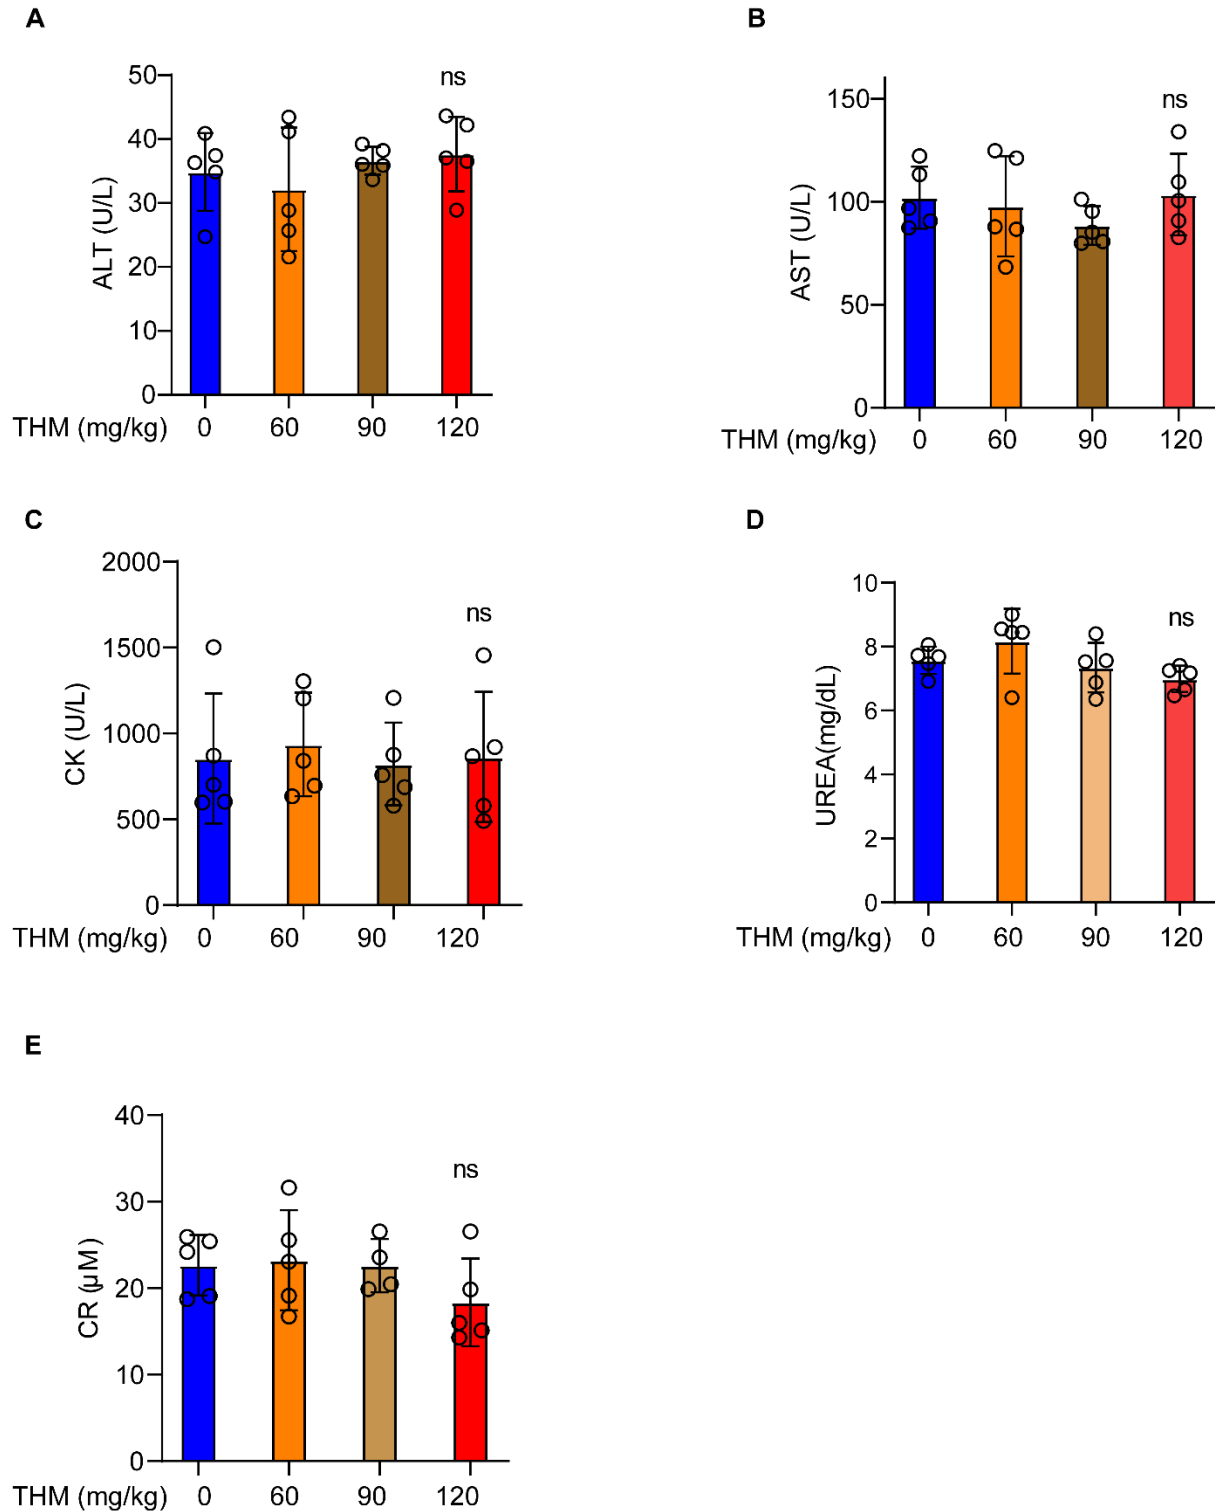 A
ALT (U/L)
50
40
30
20
10
0
ns
THM (mg/kg) 0 60 90 120
B
AST (U/L)
150
100
50
0
ns
THM (mg/kg) 0 60 90 120
C
CK (U/L)
2000
1500
1000
500
0
ns
THM (mg/kg) 0 60 90 120
D
UREA(mg/dL)
10
8
6
4
2
0
ns
THM (mg/kg) 0 60 90 120
E
CR (µM)
40
30
20
10
0
ns
THM (mg/kg) 0 60 90 120